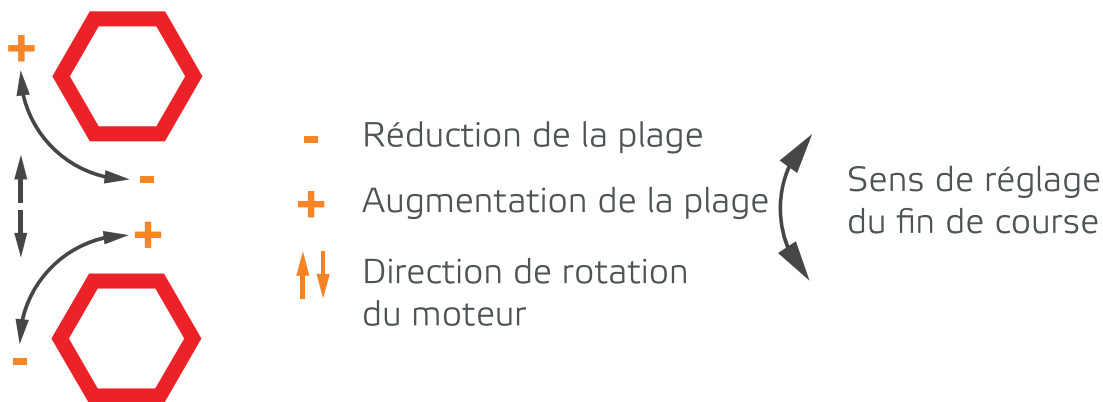 +
-
+
-
- Réduction de la plage
+ Augmentation de la plage
Direction de rotation
du moteur
Sens de réglage
du fin de course